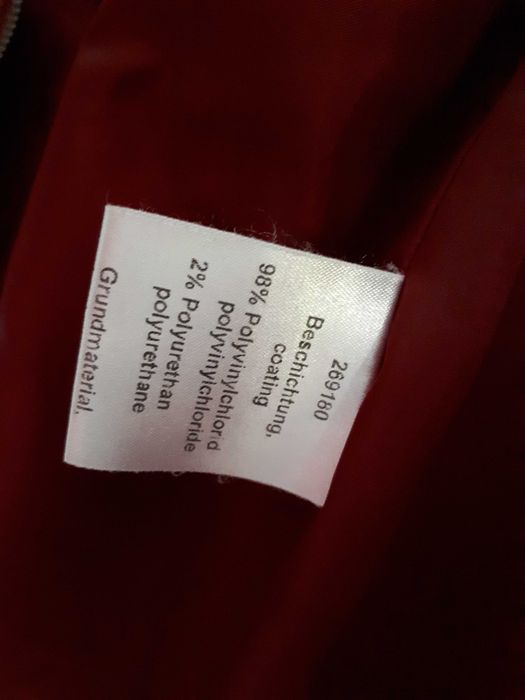 269180
Beschichtung,
coating
98% Polyvinylchlorid
polyvinylchloride
2% Polyurethan
polyurethane
Grundmaterial,